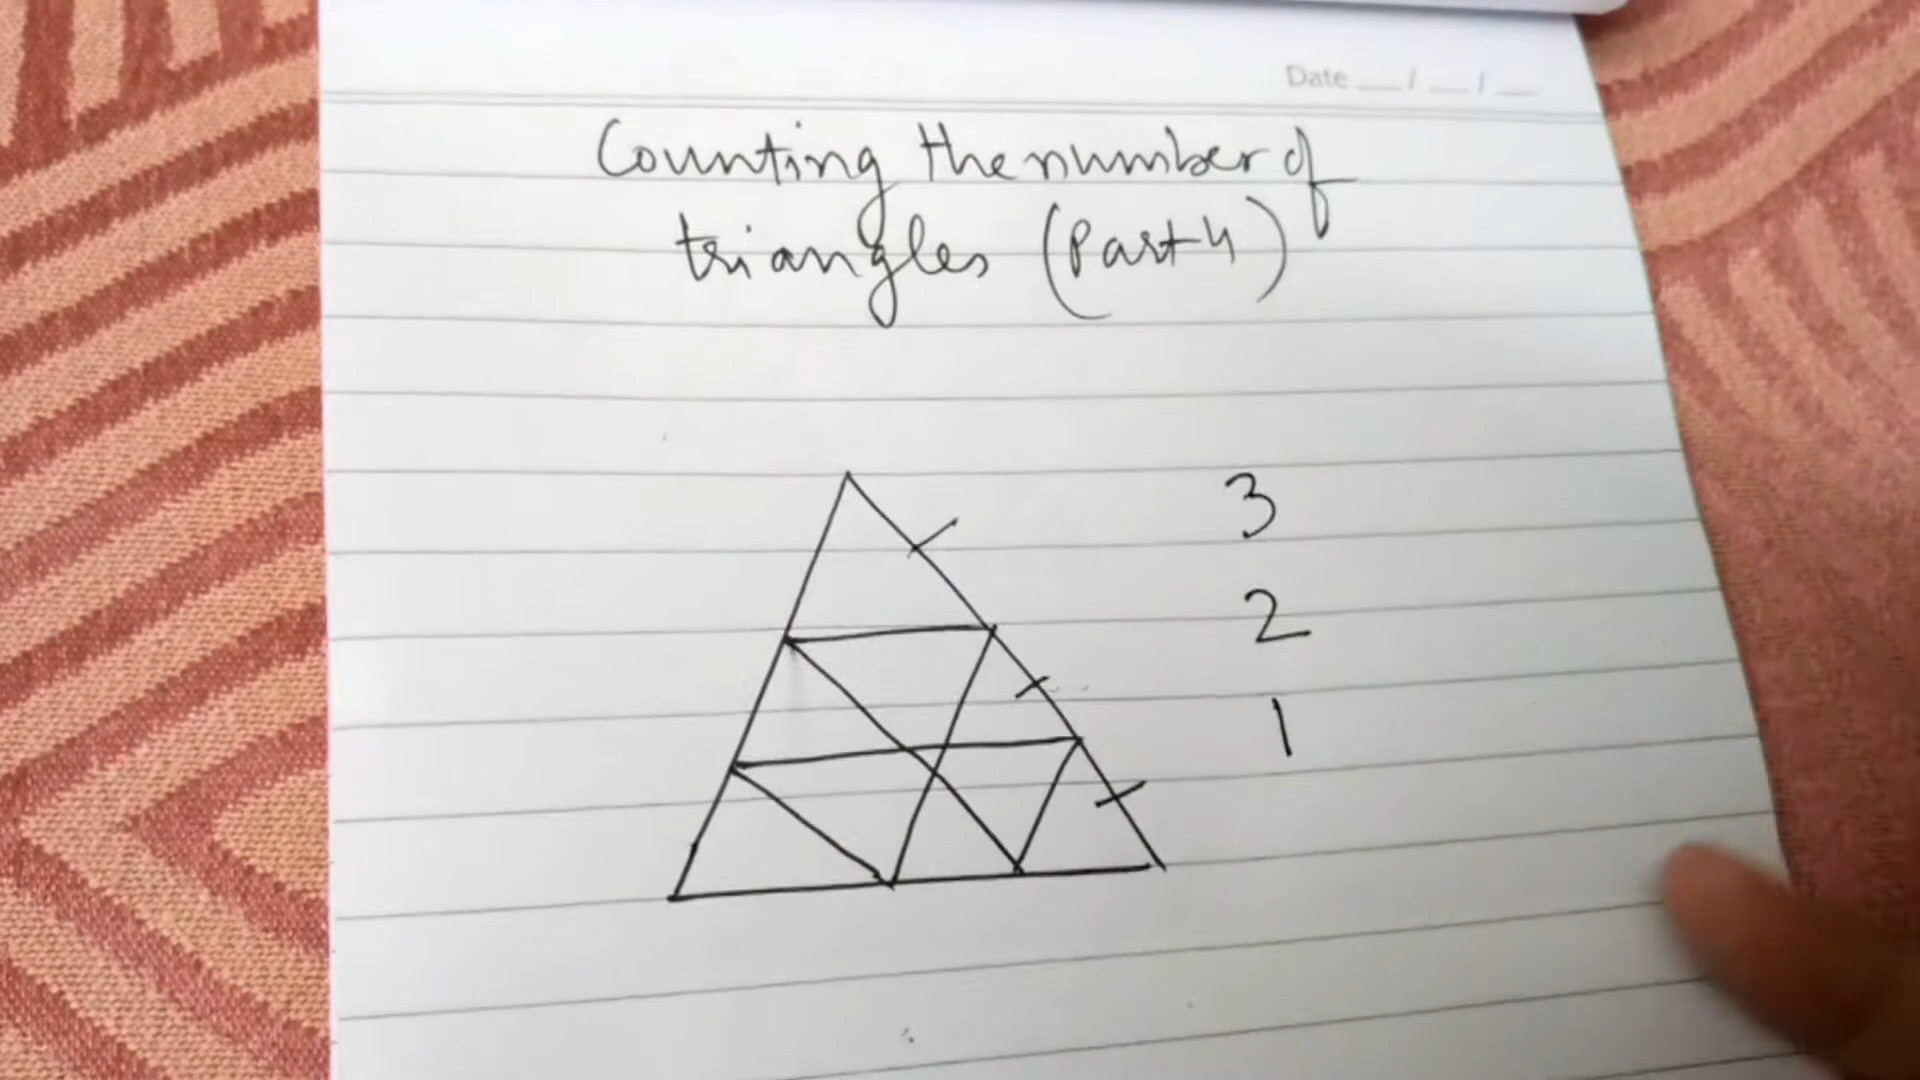 Date __/__/__
Counting the number of
triangles (Part 4)
3
2
1